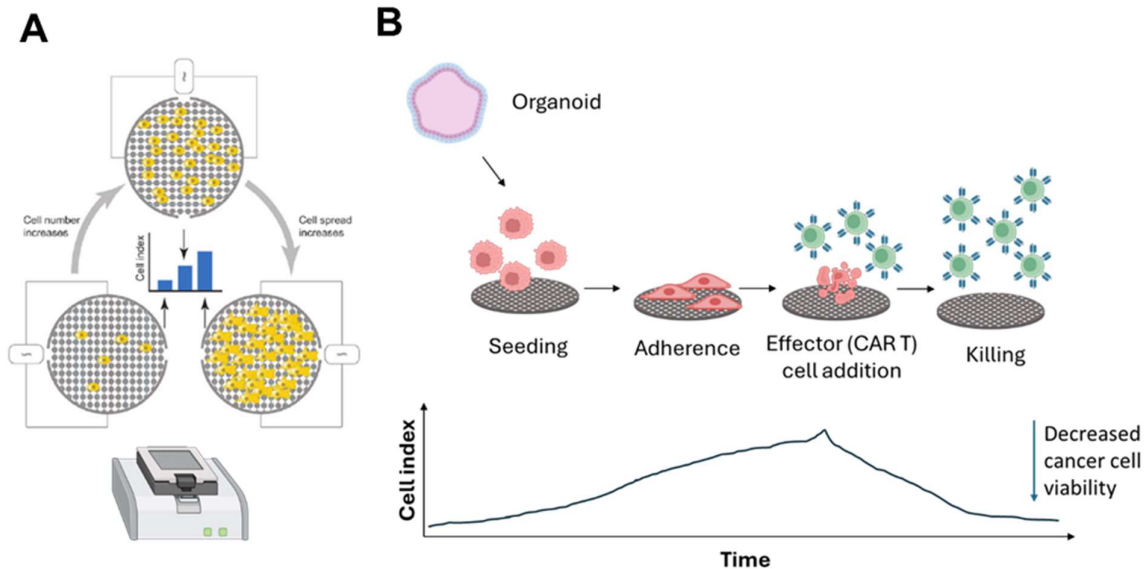 A
Cell number
increases
Cell spread
increases
Cell index
B
Organoid
Seeding
Adherence
Effector (CAR T)
cell addition
Killing
Cell index
Time
Decreased
cancer cell
viability